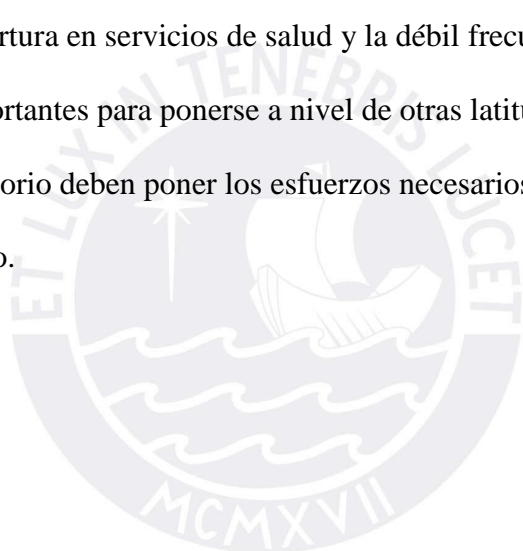 rtura en servicios de salud y la débil frecu
ortantes para ponerse a nivel de otras latitu
orio deben poner los esfuerzos necesarios
o.
ET LUX IN TENEBRIS LUCET
MCMXVII